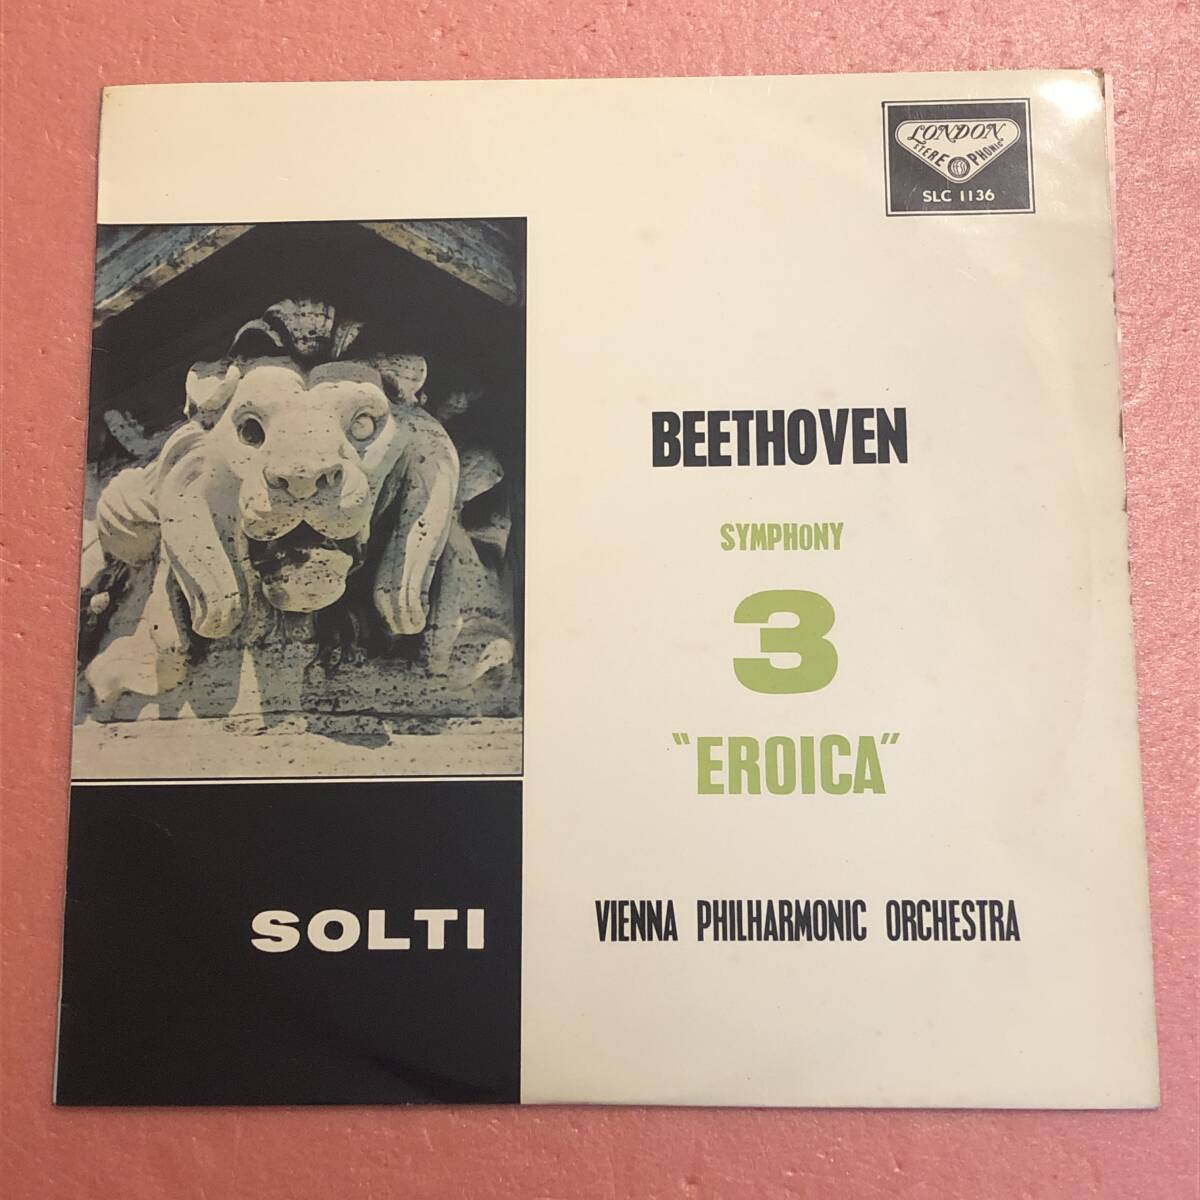 LONDON
STEREO PHONIC
SLC 1136
BEETHOVEN
SYMPHONY
3
"EROICA"
SOLTI
VIENNA PHILHARMONIC ORCHESTRA